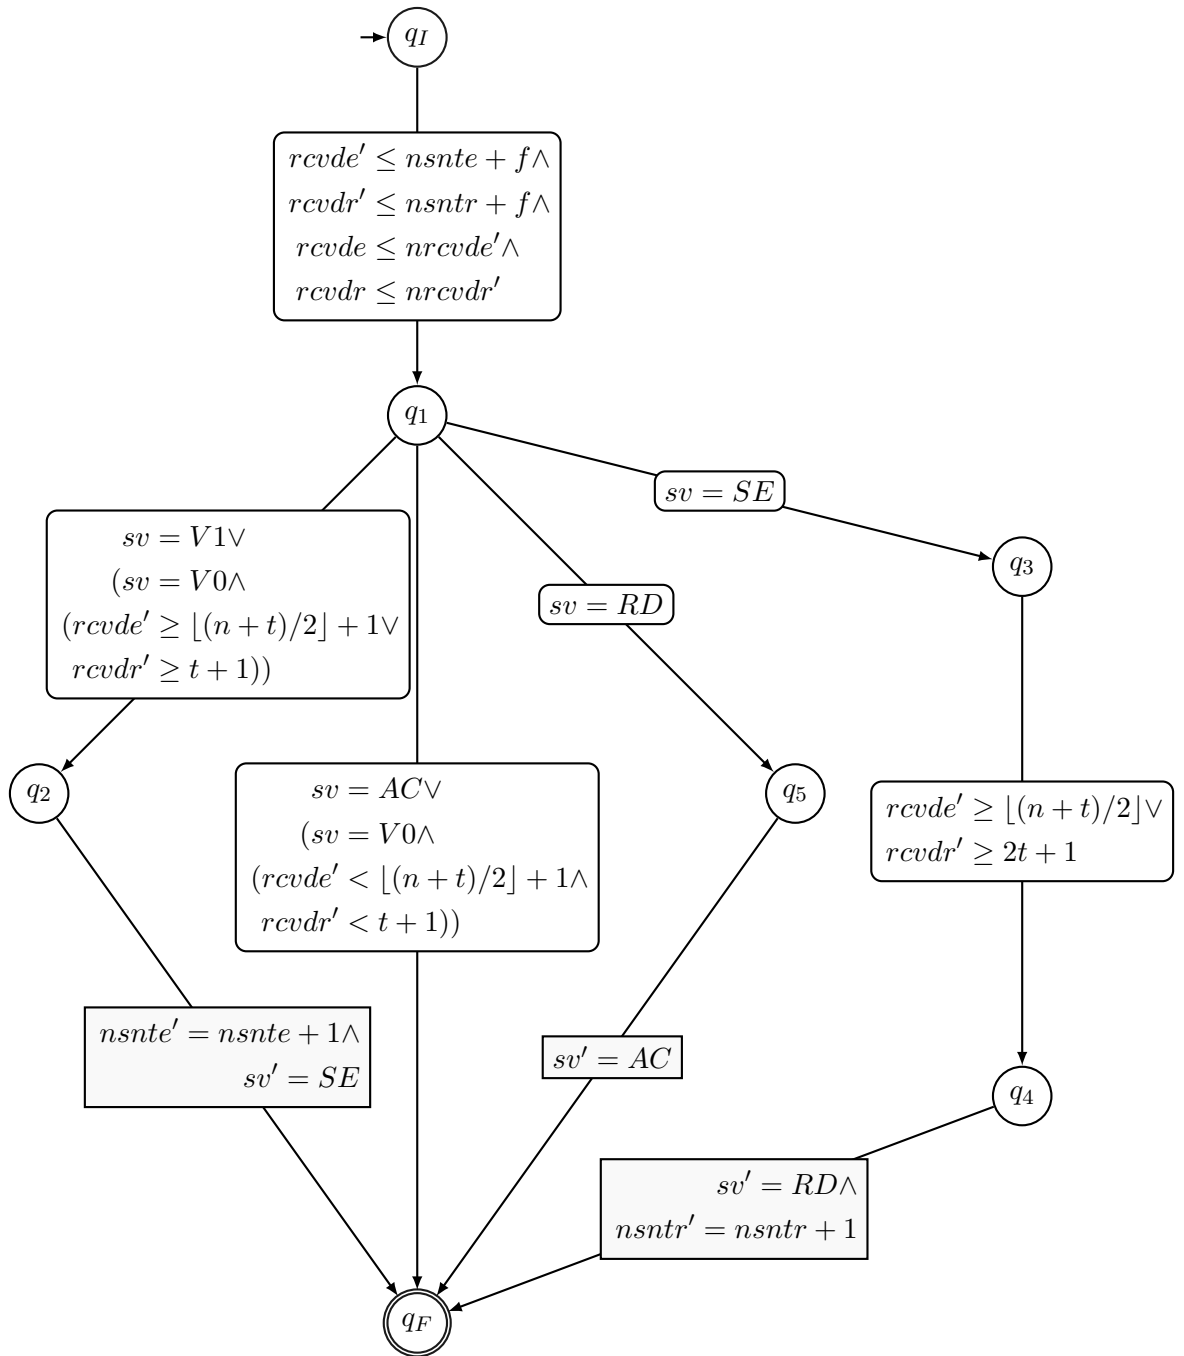 q_I
rcvde′ ≤ nsnte + f∧
rcvdr′ ≤ nsntr + f∧
rcvde ≤ nrcvde′∧
rcvdr ≤ nrcvdr′
q_1
sv = SE
sv = V1∨
(sv = V0∧
(rcvde′ ≥ ⌊(n + t)/2⌋ + 1∨
rcvdr′ ≥ t + 1))
q_3
sv = RD
q_2
sv = AC∨
(sv = V0∧
(rcvde′ < ⌊(n + t)/2⌋ + 1∧
rcvdr′ < t + 1))
q_5
rcvde′ ≥ ⌊(n + t)/2⌋∨
rcvdr′ ≥ 2t + 1
nsnte′ = nsnte + 1∧
sv′ = SE
sv′ = AC
q_4
sv′ = RD∧
nsntr′ = nsntr + 1
q_F